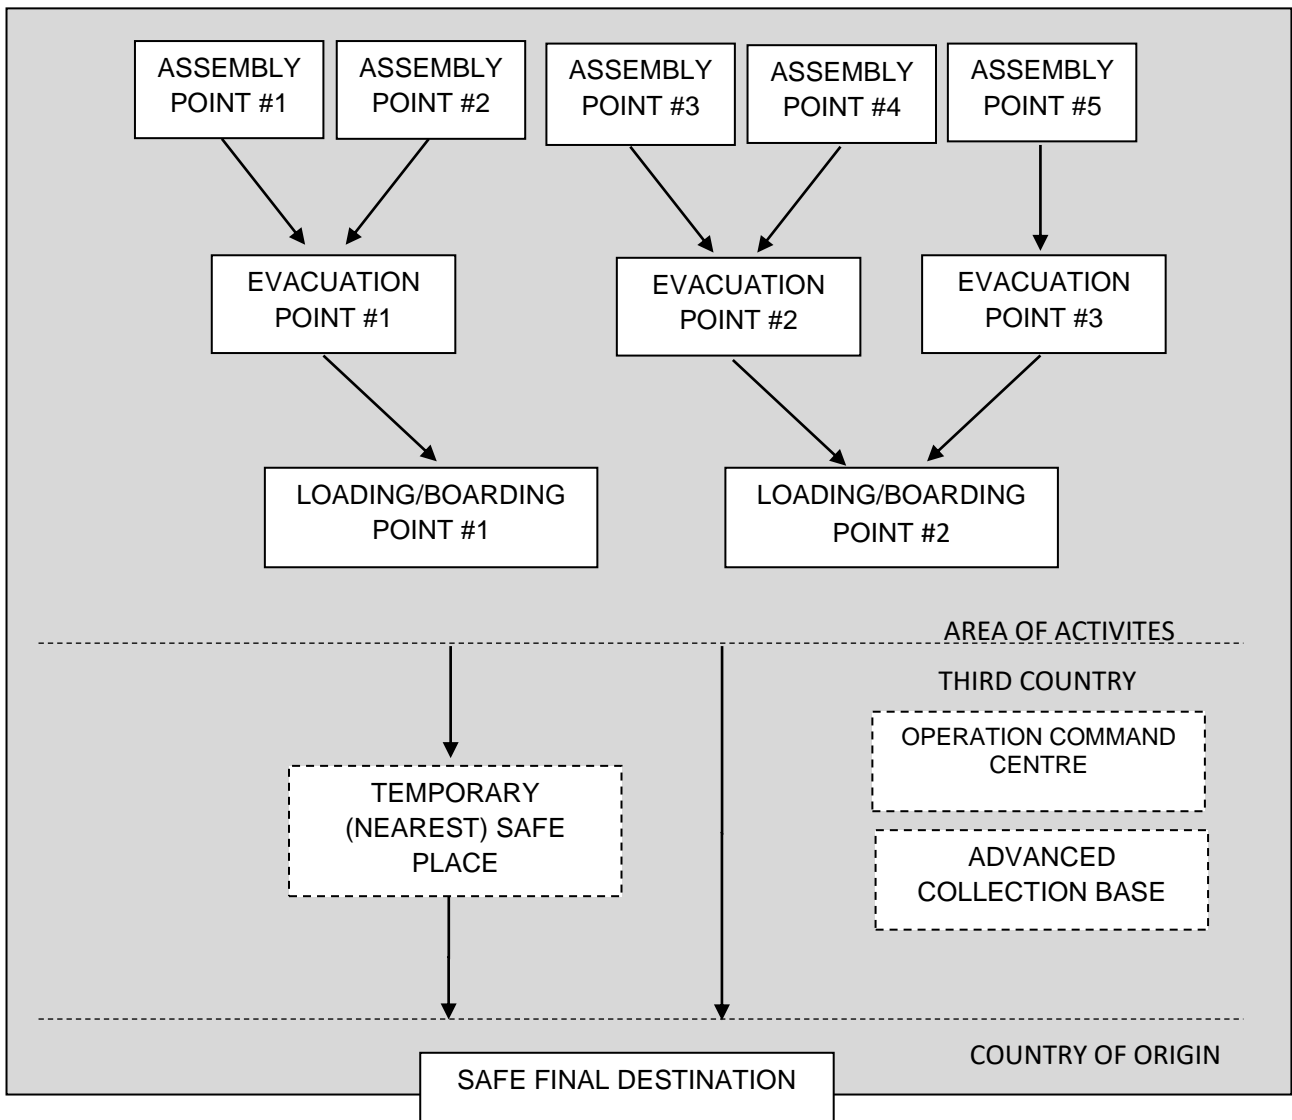 ASSEMBLY
POINT #1
ASSEMBLY
POINT #2
ASSEMBLY
POINT #3
ASSEMBLY
POINT #4
ASSEMBLY
POINT #5
EVACUATION
POINT #1
EVACUATION
POINT #2
EVACUATION
POINT #3
LOADING/BOARDING
POINT #1
LOADING/BOARDING
POINT #2
AREA OF ACTIVITES
THIRD COUNTRY
OPERATION COMMAND
CENTRE
TEMPORARY
(NEAREST) SAFE
PLACE
ADVANCED
COLLECTION BASE
COUNTRY OF ORIGIN
SAFE FINAL DESTINATION